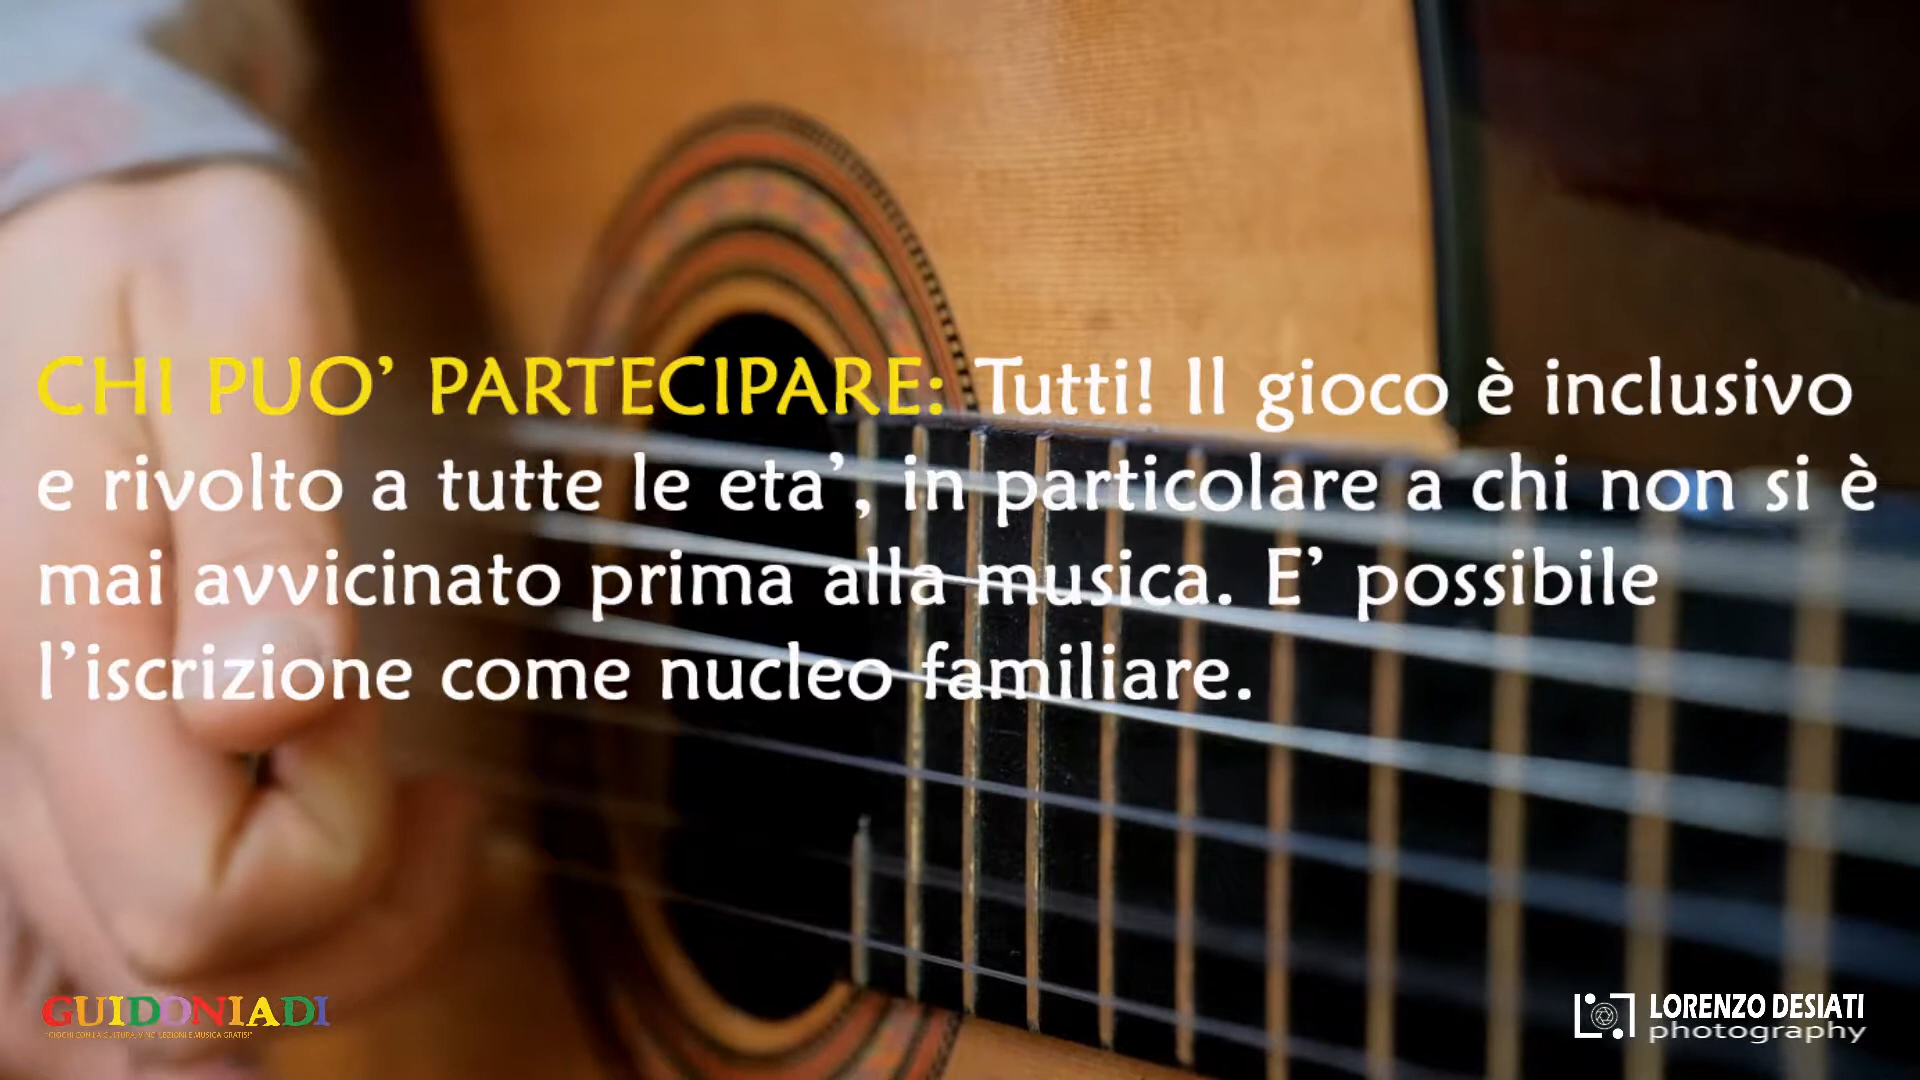 CHI PUO' PARTECIPARE: Tutti! Il gioco è inclusivo
e rivolto a tutte le eta', in particolare a chi non si è
mai avvicinato prima alla musica. E' possibile
l'iscrizione come nucleo familiare.
GUIDONIADI
LORENZO DESIATI
photography